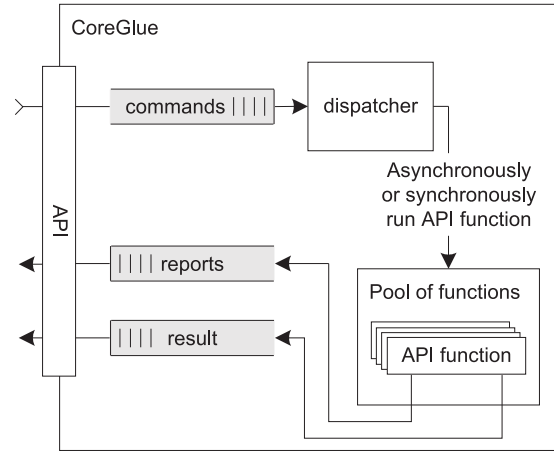 CoreGlue
commands
dispatcher
Asynchronously
or synchronously
run API function
API
reports
Pool of functions
result
API function